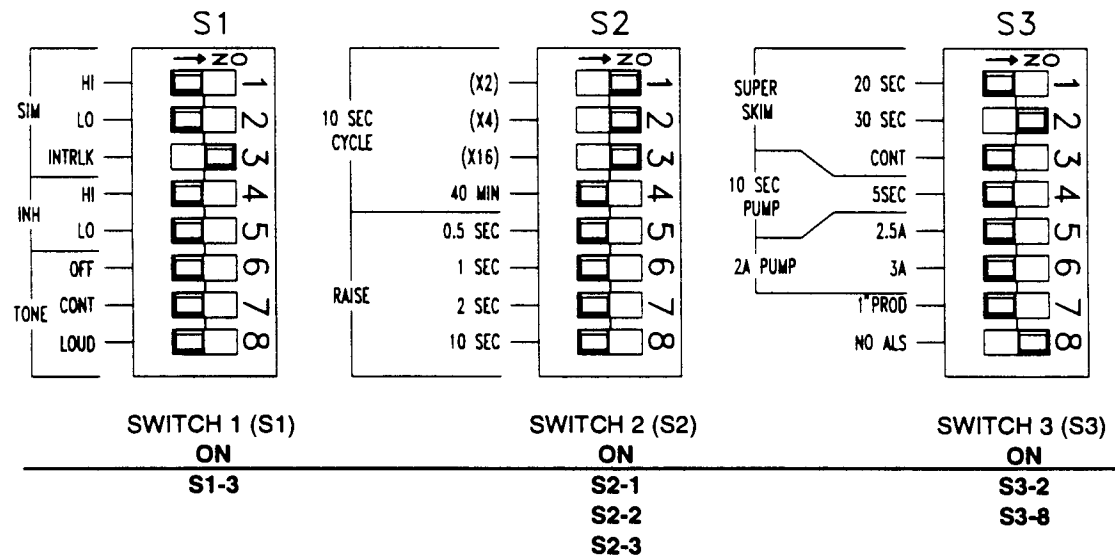 S1
S2
S3
→ ON
→ ON
→ ON
SIM
HI
1
LO
2
INTRLK
3
INH
HI
4
LO
5
TONE
OFF
6
CONT
7
LOUD
8
10 SEC
CYCLE
(X2)
1
(X4)
2
(X16)
3
40 MIN
4
RAISE
0.5 SEC
5
1 SEC
6
2 SEC
7
10 SEC
8
SUPER
SKIM
20 SEC
1
30 SEC
2
CONT
3
10 SEC
PUMP
5SEC
4
2.5A
5
2A PUMP
3A
6
1"PROD
7
NO ALS
8
SWITCH 1 (S1)
SWITCH 2 (S2)
SWITCH 3 (S3)
ON
ON
ON
S1-3
S2-1
S3-2
S2-2
S3-8
S2-3